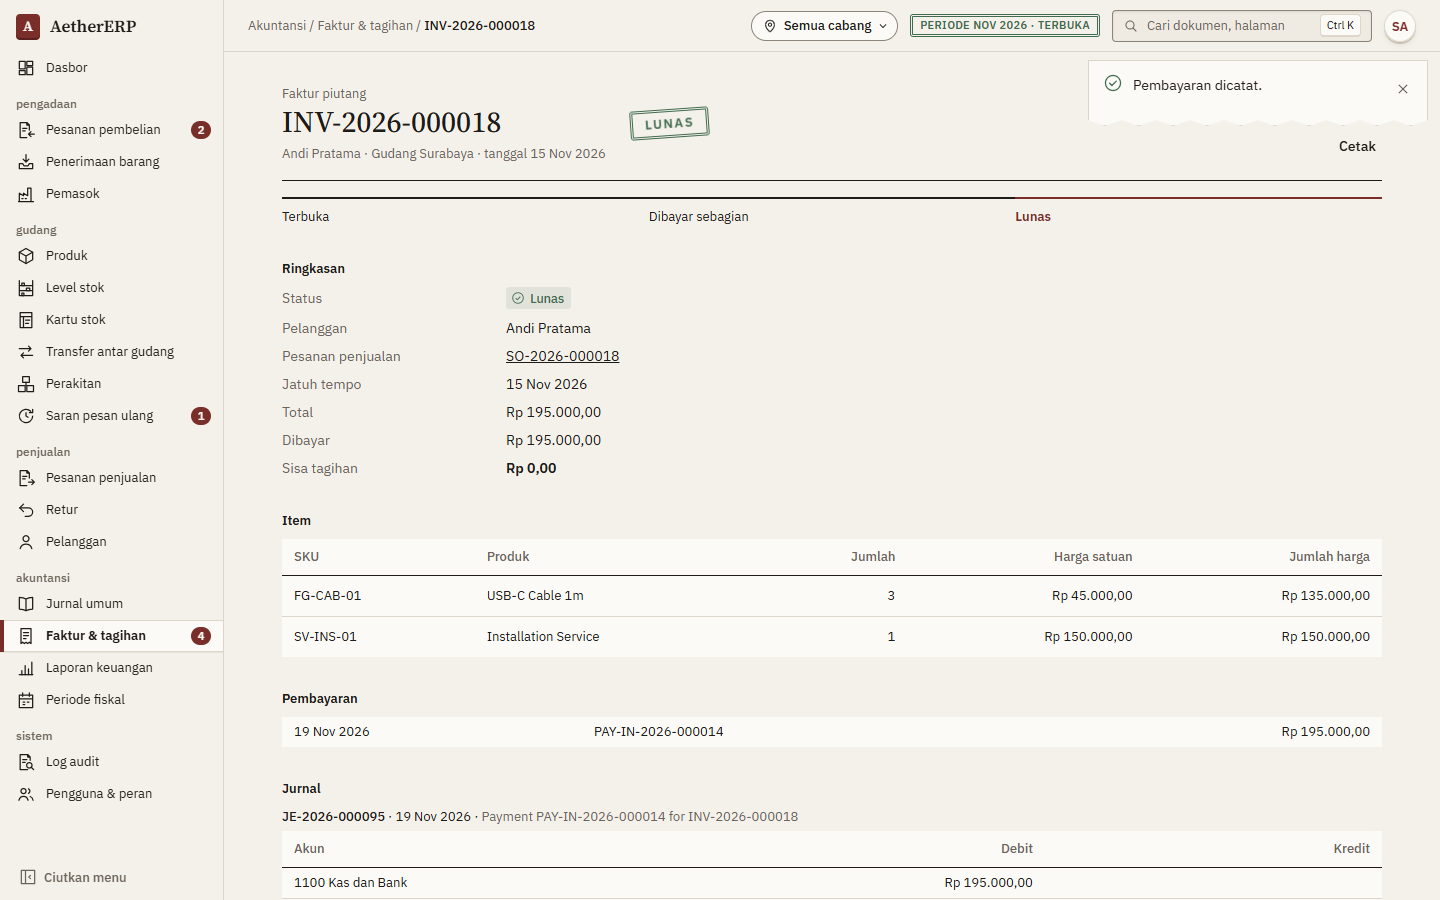 A AetherERP
Dasbor
pengadaan
Pesanan pembelian 2
Penerimaan barang
Pemasok
gudang
Produk
Level stok
Kartu stok
Transfer antar gudang
Perakitan
Saran pesan ulang 1
penjualan
Pesanan penjualan
Retur
Pelanggan
akuntansi
Jurnal umum
Faktur & tagihan 4
Laporan keuangan
Periode fiskal
sistem
Log audit
Pengguna & peran
Ciutkan menu
Akuntansi / Faktur & tagihan / INV-2026-000018
Semua cabang
PERIODE NOV 2026 · TERBUKA
Cari dokumen, halaman Ctrl K
SA
Pembayaran dicatat.
Faktur piutang
INV-2026-000018
LUNAS
Andi Pratama · Gudang Surabaya · tanggal 15 Nov 2026
Cetak
Terbuka Dibayar sebagian Lunas
Ringkasan
Status Lunas
Pelanggan Andi Pratama
Pesanan penjualan SO-2026-000018
Jatuh tempo 15 Nov 2026
Total Rp 195.000,00
Dibayar Rp 195.000,00
Sisa tagihan Rp 0,00
Item
SKU Produk Jumlah Harga satuan Jumlah harga
FG-CAB-01 USB-C Cable 1m 3 Rp 45.000,00 Rp 135.000,00
SV-INS-01 Installation Service 1 Rp 150.000,00 Rp 150.000,00
Pembayaran
19 Nov 2026 PAY-IN-2026-000014 Rp 195.000,00
Jurnal
JE-2026-000095 · 19 Nov 2026 · Payment PAY-IN-2026-000014 for INV-2026-000018
Akun Debit Kredit
1100 Kas dan Bank Rp 195.000,00